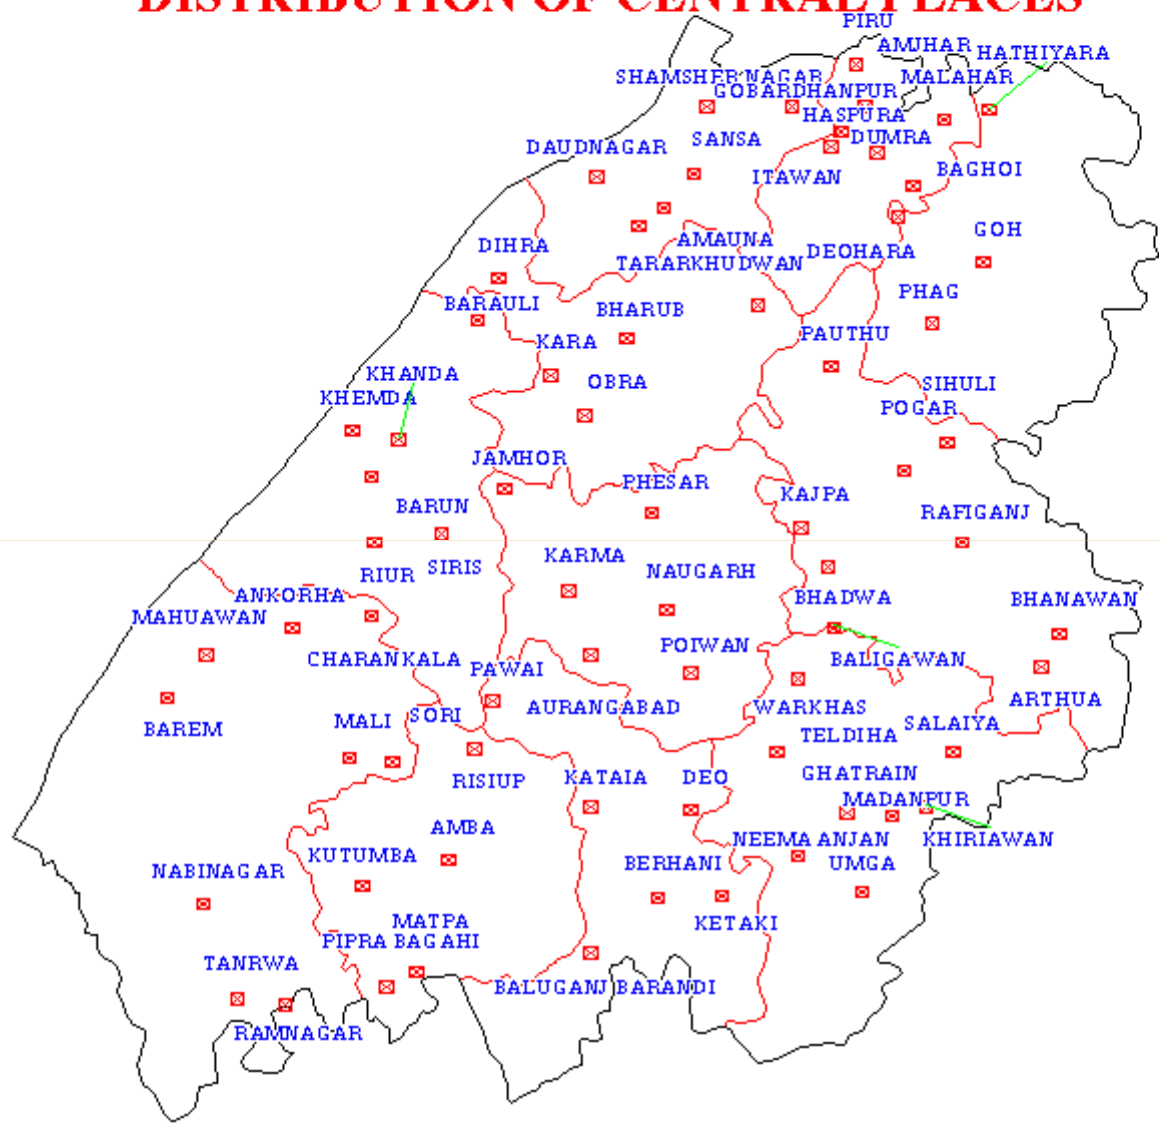 DISTRIBUTION OF CENTRAL PLACES
PIRU
AMJHAR
HATHIYARA
SHAMSHER NAGAR
MALAHAR
GOBARDHANPUR
HASPURA
DUMRA
SANSA
DAUDNAGAR
ITAWAN
BAGHOI
GOH
AMAUNA
DIHRA
DEOHARA
TARAR
KHUDWAN
PHAG
BARAULI
BHARUB
PAUTHU
KARA
KHANDA
OBRA
SIHULI
KHEMDA
POGAR
JAMHOR
PHESAR
KAJPA
BARUN
RAFIGANJ
KARMA
SIRIS
NAUGARH
RIUR
ANKORHA
BHADWA
BHANAWAN
MAHUAWAN
POIWAN
CHARANKALA
BALIGAWAN
PAWAI
ARTHUA
AURANGABAD
WARKHAS
SORI
MALI
SALAIYA
BAREM
TELDIHA
GHATRAIN
KATAIA
DEO
RISIUP
MADANPUR
AMBA
NEEMA ANJAN
KHIRIAWAN
KUTUMBA
BERHANI
UMGA
NABINAGAR
MATPA
KETAKI
PIPRA BAGAHI
TANRWA
BALUGANJ
BARANDI
RAMNAGAR